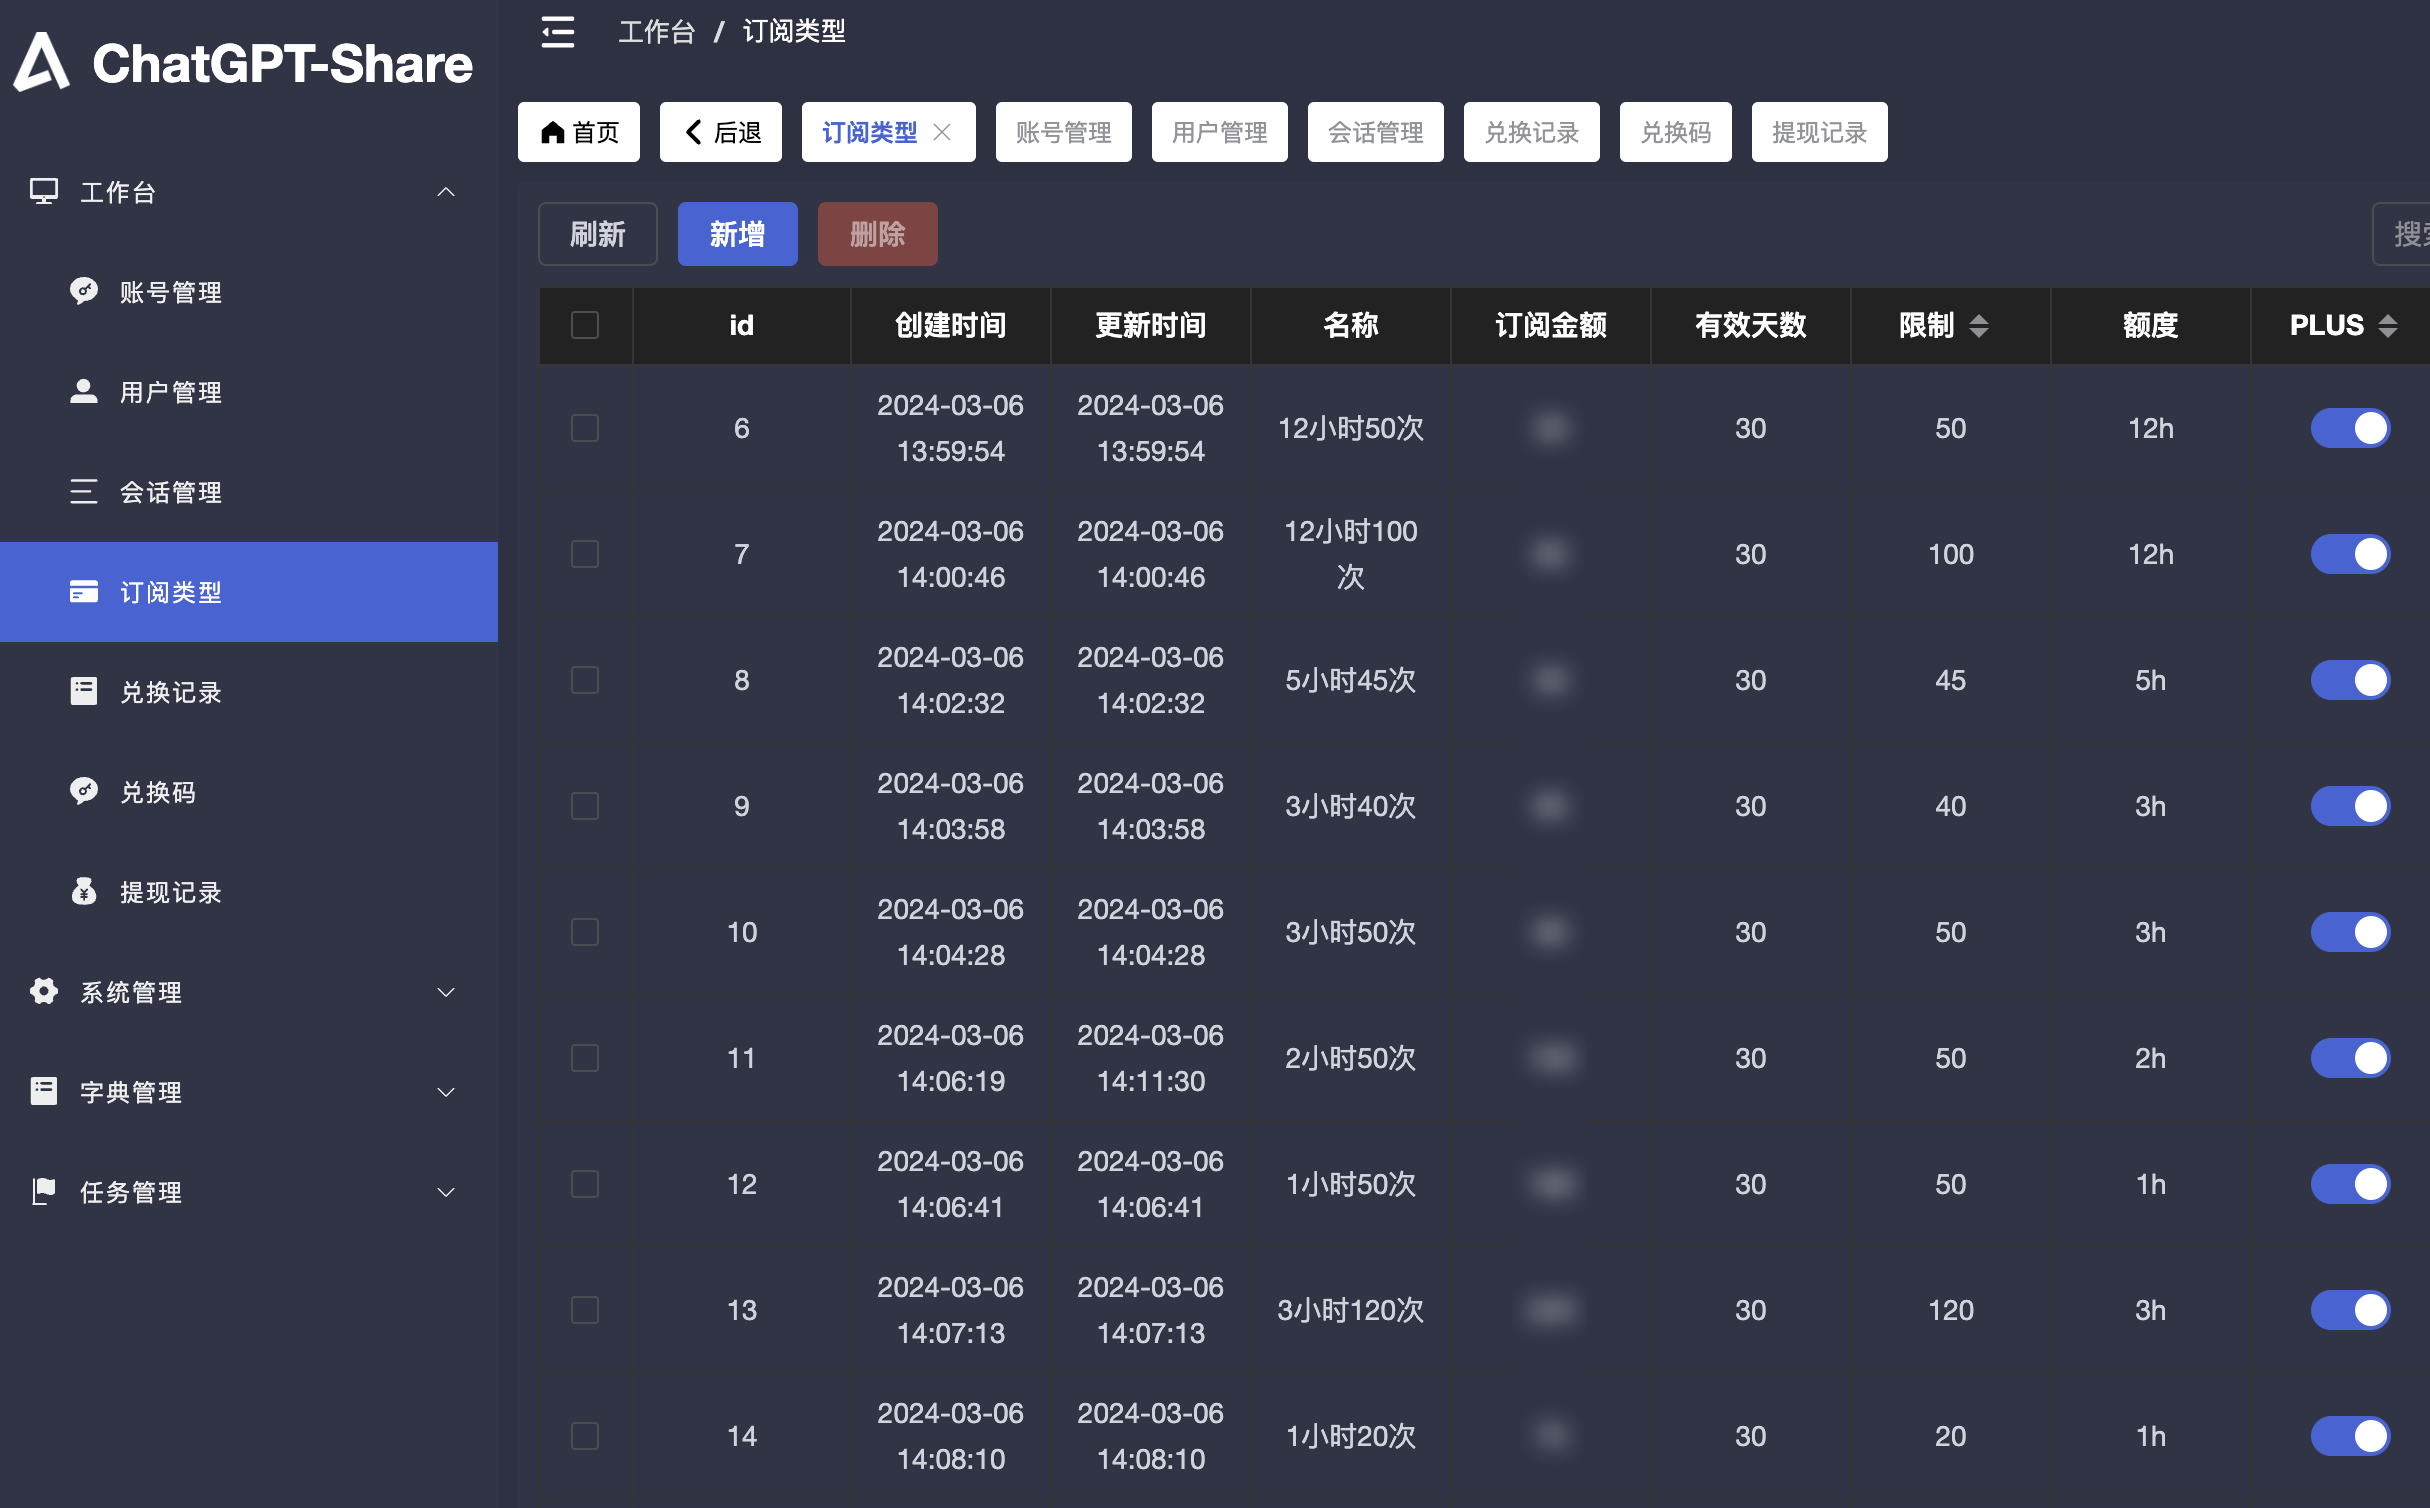 ChatGPT-Share
工作台 / 订阅类型
首页 后退 订阅类型 账号管理 用户管理 会话管理 兑换记录 兑换码 提现记录
工作台
账号管理
用户管理
会话管理
订阅类型
兑换记录
兑换码
提现记录
系统管理
字典管理
任务管理
刷新 新增 删除
id 创建时间 更新时间 名称 订阅金额 有效天数 限制 额度 PLUS
6 2024-03-06 13:59:54 2024-03-06 13:59:54 12小时50次 30 50 12h
7 2024-03-06 14:00:46 2024-03-06 14:00:46 12小时100次 30 100 12h
8 2024-03-06 14:02:32 2024-03-06 14:02:32 5小时45次 30 45 5h
9 2024-03-06 14:03:58 2024-03-06 14:03:58 3小时40次 30 40 3h
10 2024-03-06 14:04:28 2024-03-06 14:04:28 3小时50次 30 50 3h
11 2024-03-06 14:06:19 2024-03-06 14:11:30 2小时50次 30 50 2h
12 2024-03-06 14:06:41 2024-03-06 14:06:41 1小时50次 30 50 1h
13 2024-03-06 14:07:13 2024-03-06 14:07:13 3小时120次 30 120 3h
14 2024-03-06 14:08:10 2024-03-06 14:08:10 1小时20次 30 20 1h